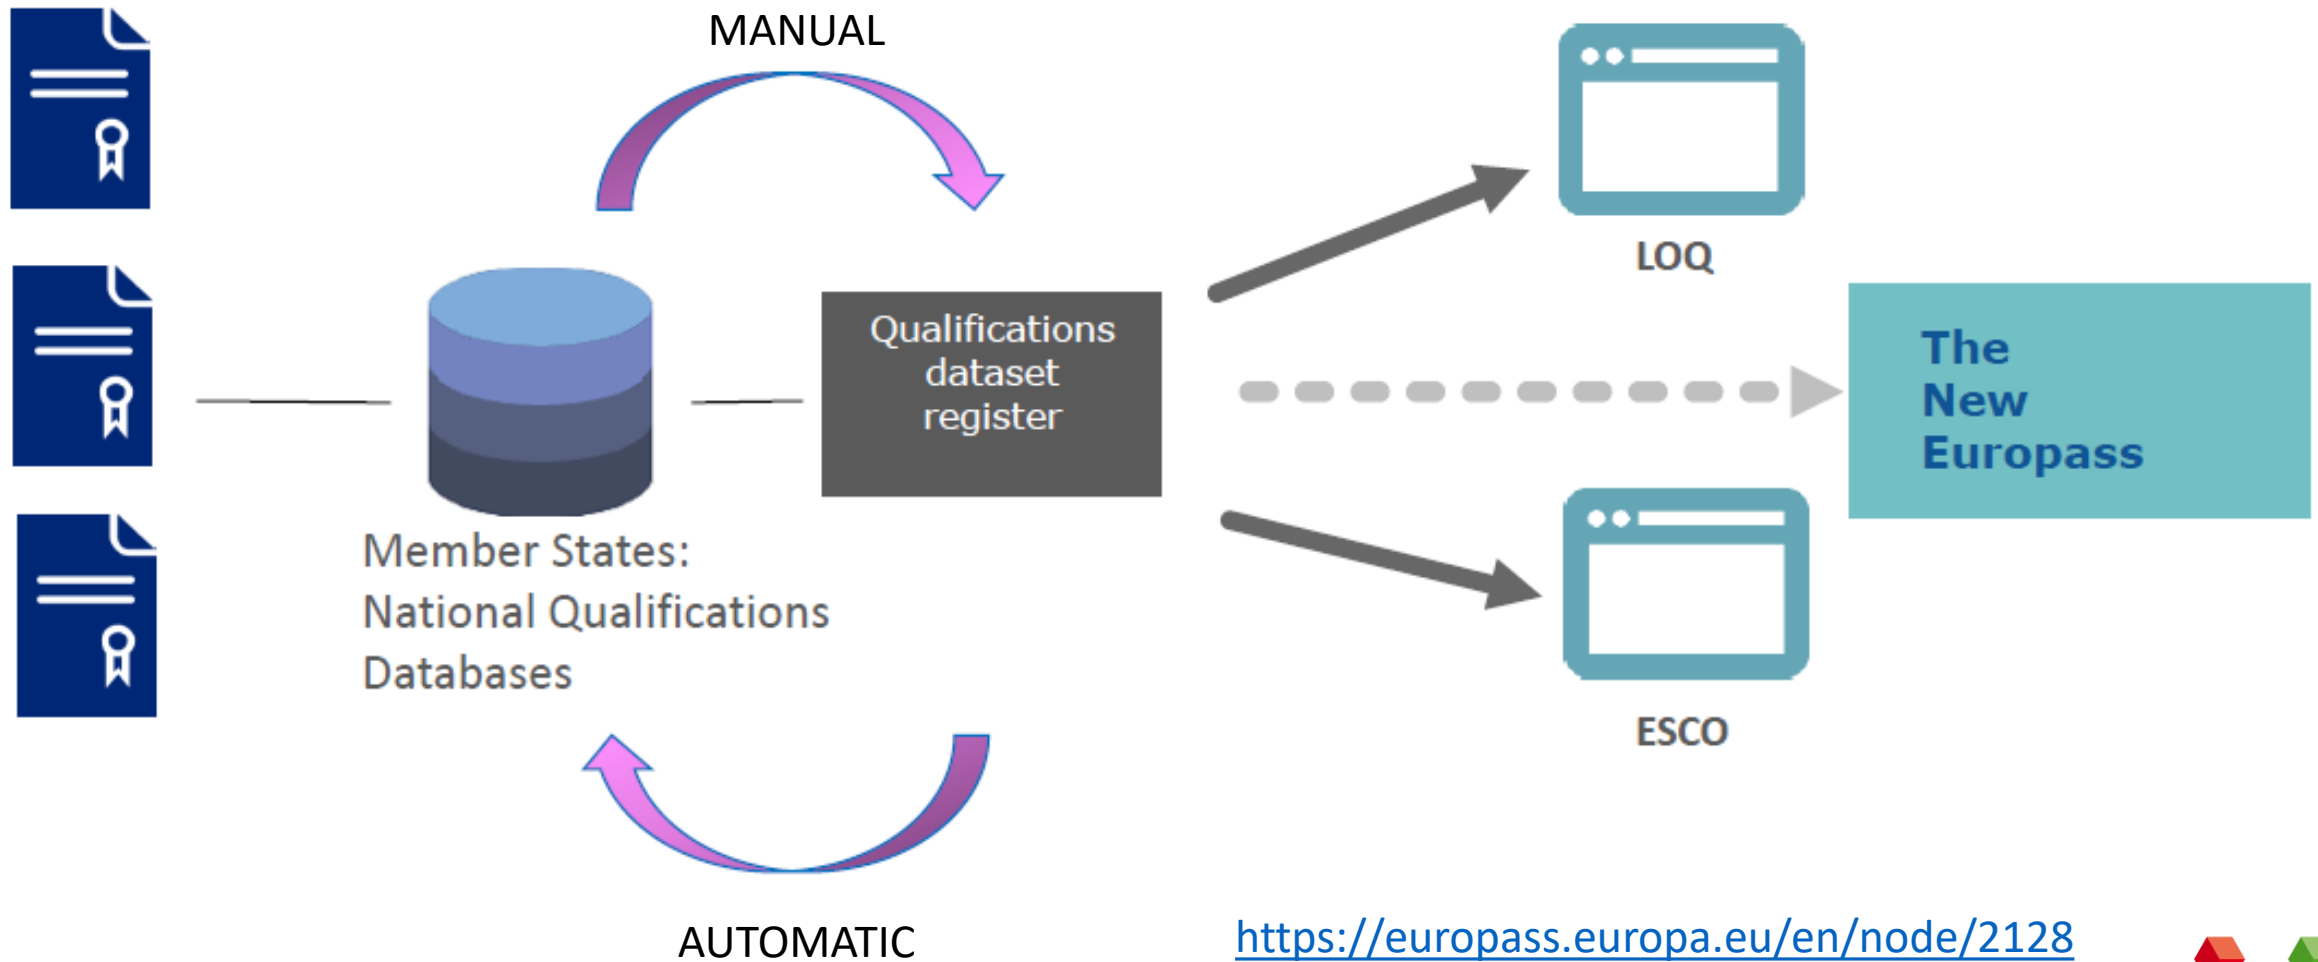 MANUAL
LOQ
Qualifications
dataset
register
The
New
Europass
Member States:
National Qualifications
Databases
ESCO
AUTOMATIC
https://europass.europa.eu/en/node/2128